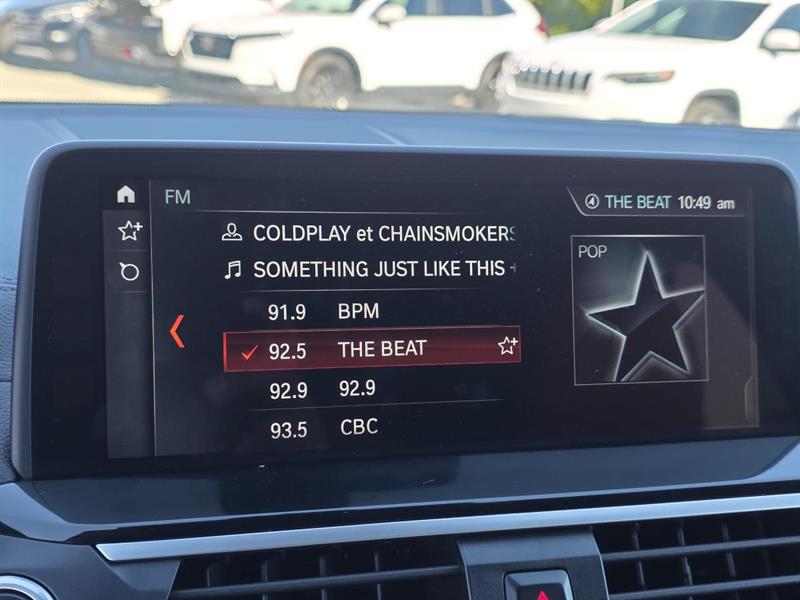 FM
THE BEAT 10:49 am
COLDPLAY et CHAINSMOKERS
SOMETHING JUST LIKE THIS
POP
91.9 BPM
92.5 THE BEAT
92.9 92.9
93.5 CBC